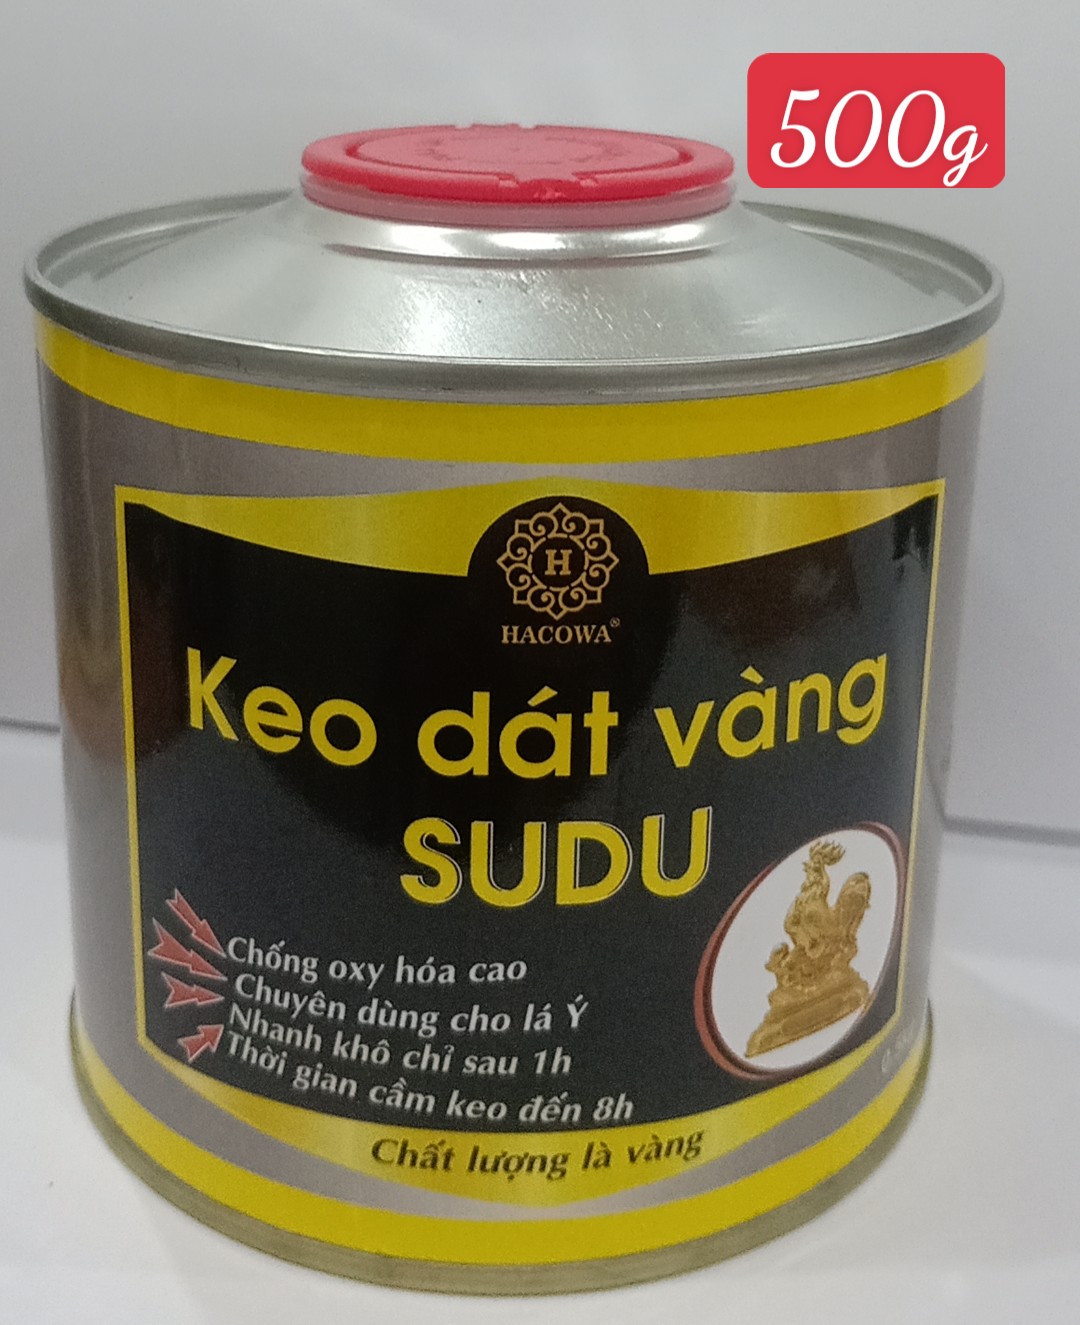 500g
H
HACOWA®
Keo dát vàng
SUDU
Chống oxy hóa cao
Chuyên dùng cho lá Ý
Nhanh khô chỉ sau 1h
Thời gian cầm keo đến 8h
Chất lượng là vàng